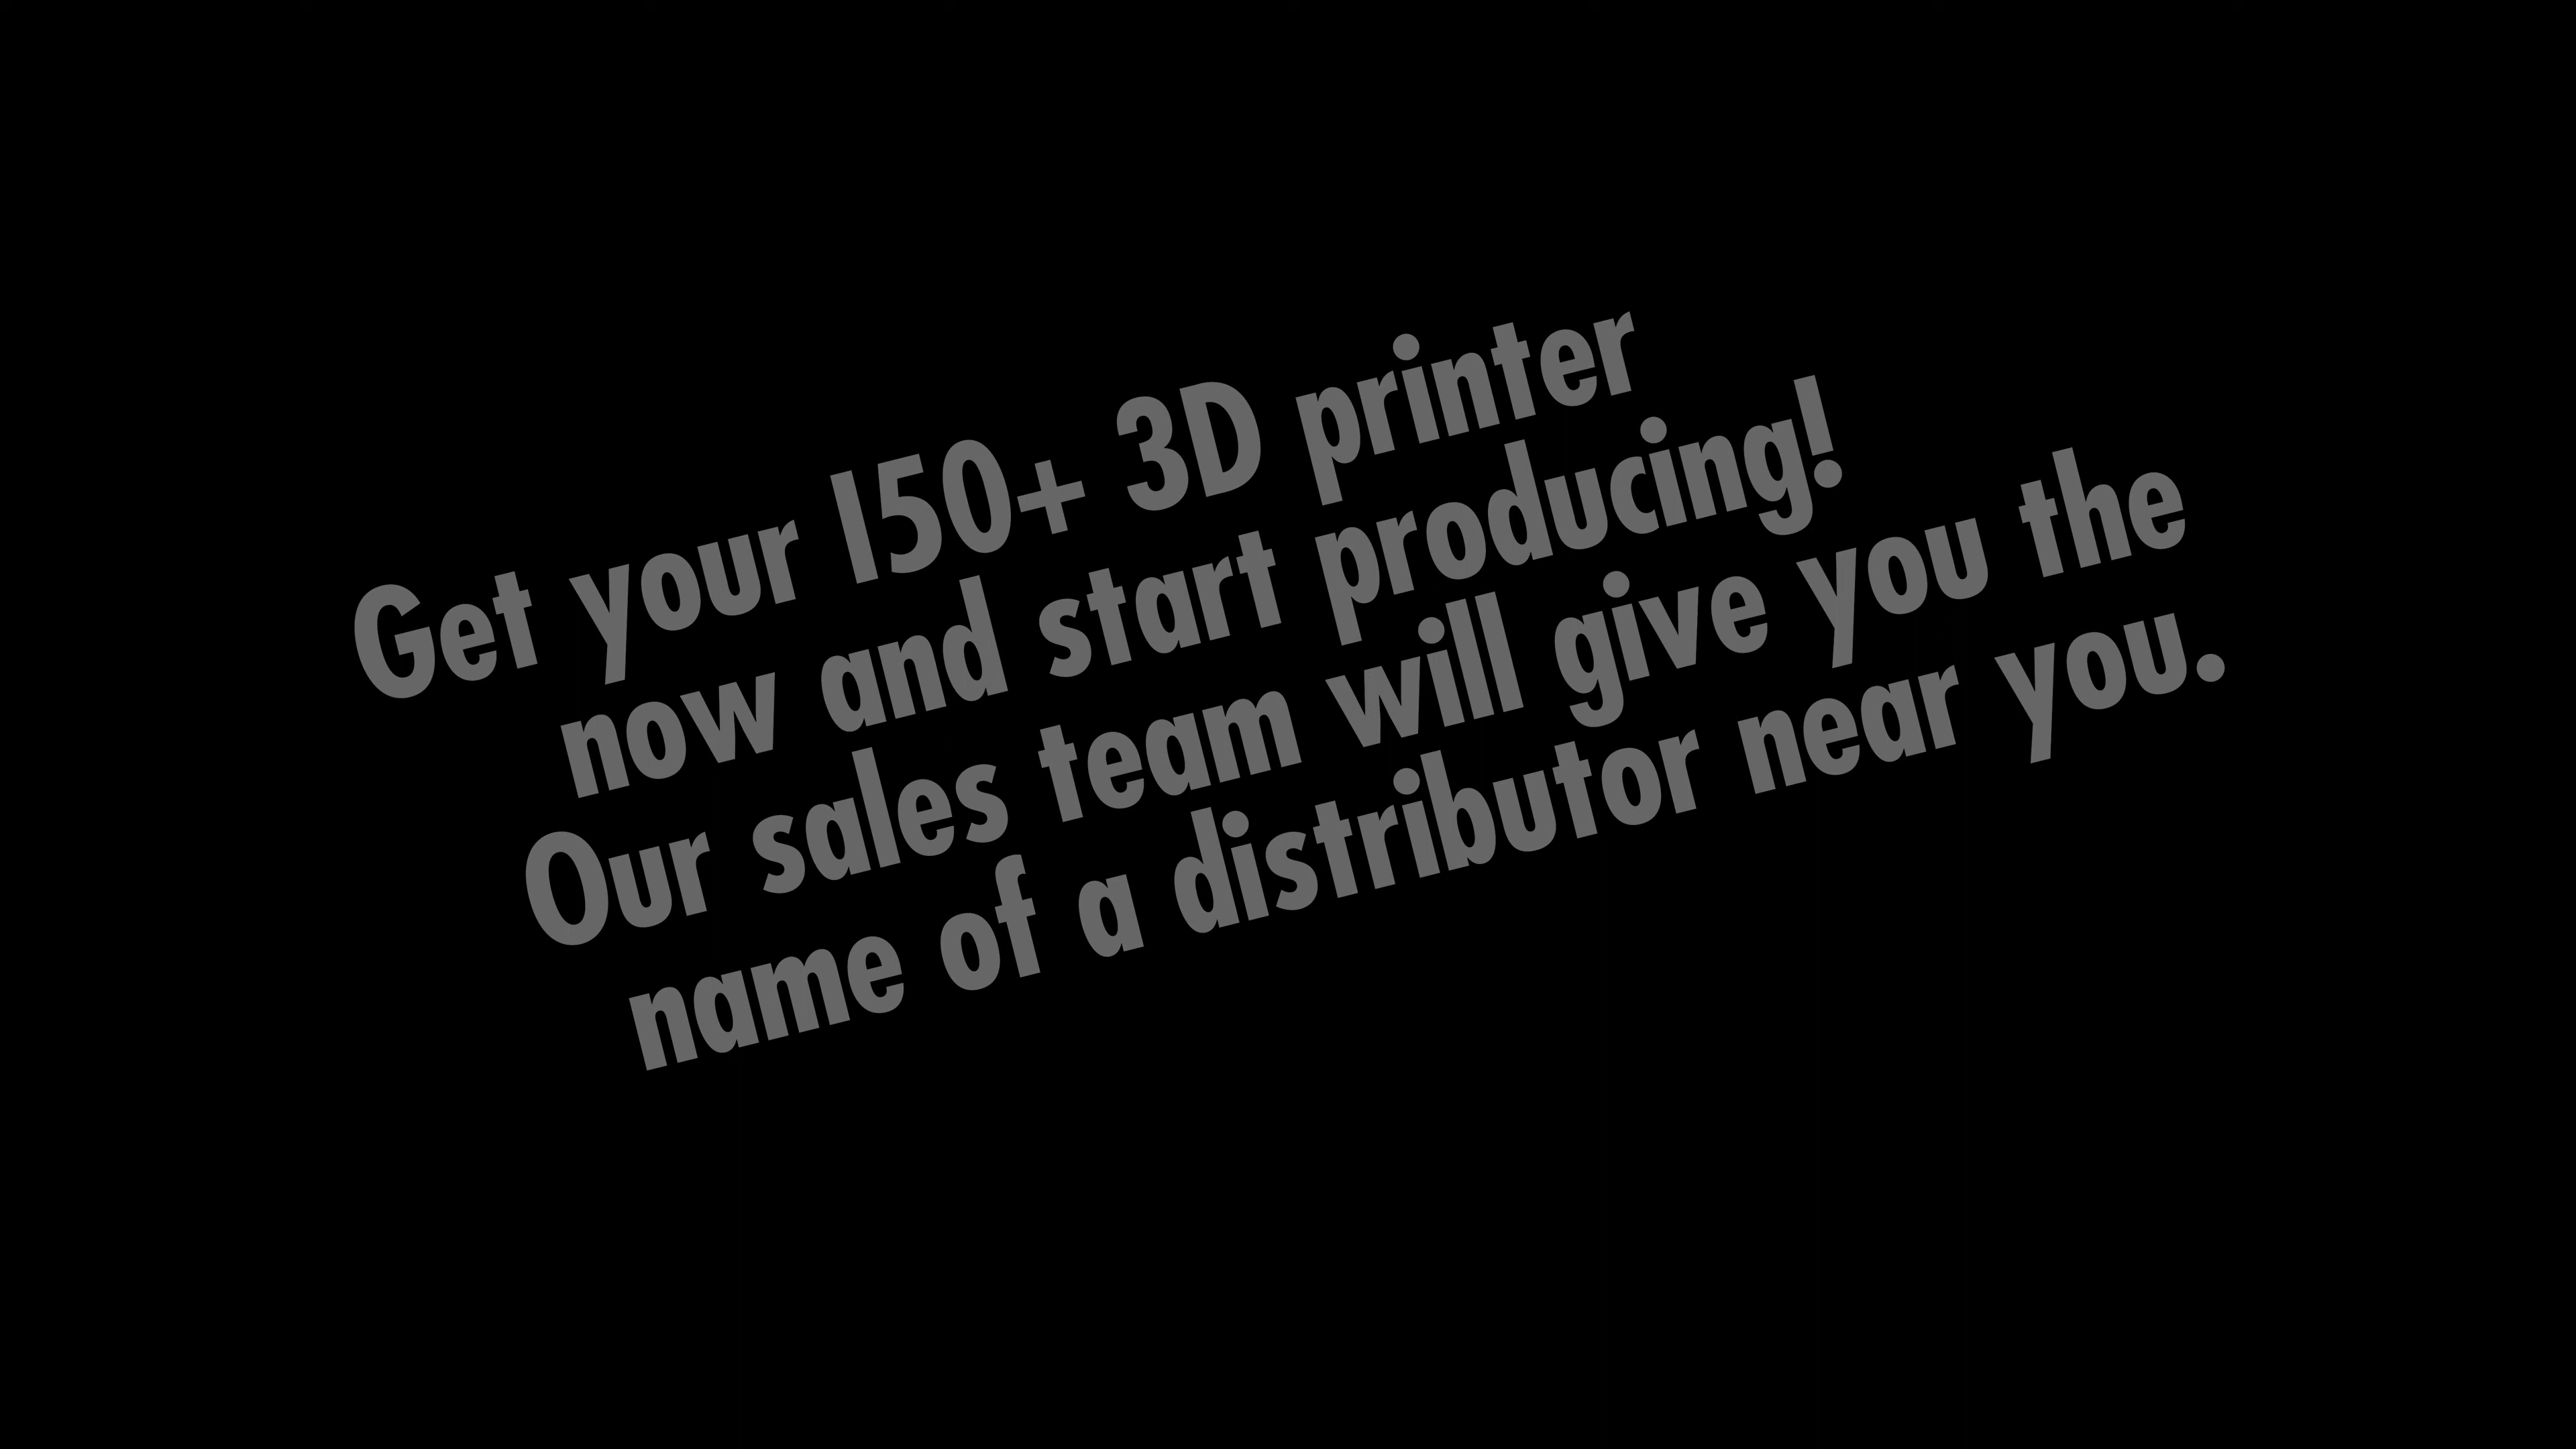 Get your I50+ 3D printer
now and start producing!
Our sales team will give you the
name of a distributor near you.